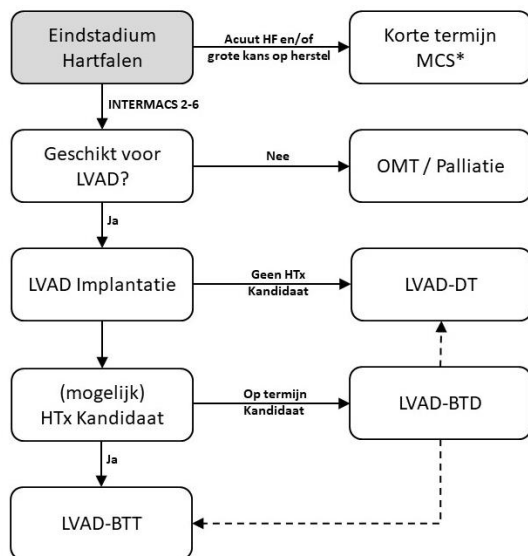 Eindstadium
Hartfalen
Acuut HF en/of
grote kans op herstel
Korte termijn
MCS*
INTERMACS 2-6
Geschikt voor
LVAD?
Nee
OMT / Palliatie
Ja
LVAD Implantatie
Geen HTx
Kandidaat
LVAD-DT
(mogelijk)
HTx Kandidaat
Op termijn
Kandidaat
LVAD-BTD
Ja
LVAD-BTT